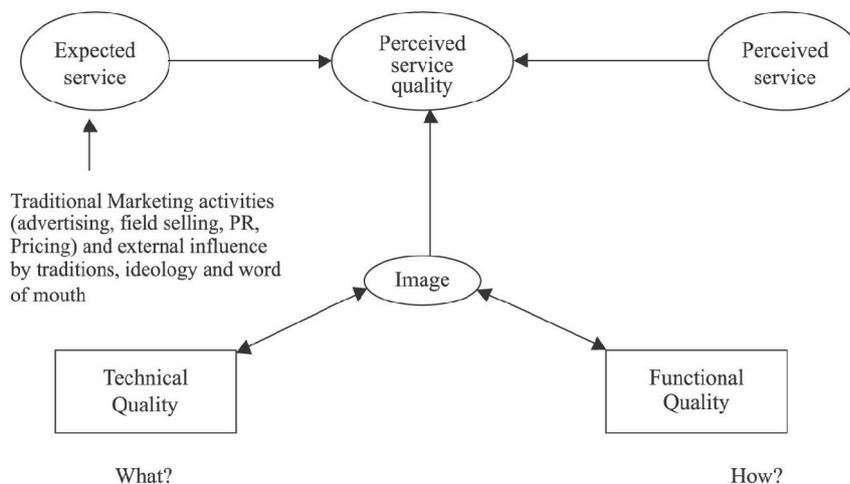 Expected
service
Perceived
service
quality
Perceived
service
Traditional Marketing activities
(advertising, field selling, PR,
Pricing) and external influence
by traditions, ideology and word
of mouth
Image
Technical
Quality
Functional
Quality
What?
How?